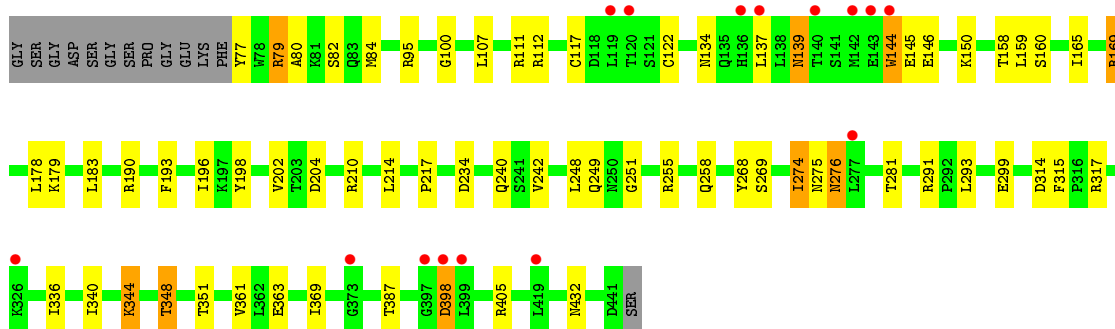 GLY SER GLY ASP SER GLY SER PRO GLY GLU LYS PHE Y77 W78 R79 A80 K81 S82 Q83 M84 R95 G100 L107 R111 R112 C117 D118 L119 T120 S121 C122 N134 Q135 H136 L137 L138 N139 T140 S141 M142 E143 W144 E145 E146 K150 T158 L159 S160 I165
L178 K179 L183 R190 F193 I196 K197 Y198 V202 T203 D204 R210 L214 P217 D234 Q240 S241 V242 L248 Q249 N250 G251 R255 Q258 Y268 S269 I274 N275 N276 L277 T281 R291 P292 L293 E299 D314 F315 P316 R317
K326 I336 I340 K344 T348 T351 V361 L362 E363 I369 G373 T387 G397 D398 L399 R405 L419 N432 D441 SER